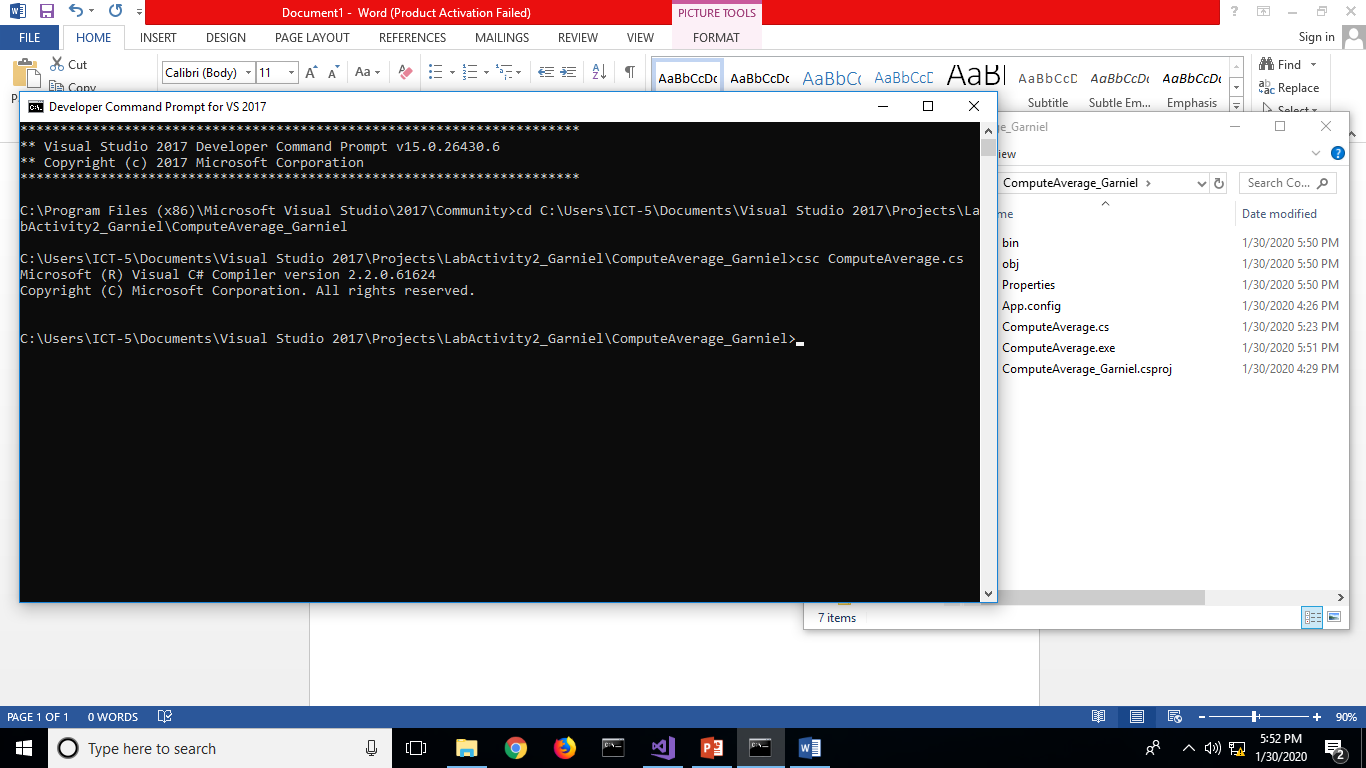 Document1 - Word (Product Activation Failed)
PICTURE TOOLS
FILE HOME INSERT DESIGN PAGE LAYOUT REFERENCES MAILINGS REVIEW VIEW FORMAT Sign in
Cut
Copy
Calibri (Body) 11
AaBbCcDc AaBbCcDc AaBbCc AaBbCcC AaBl AaBbCcD AaBbCcDc AaBbCcDc
Subtitle Subtle Em... Emphasis
Find
Replace
Select
Developer Command Prompt for VS 2017
**********************************************************************
** Visual Studio 2017 Developer Command Prompt v15.0.26430.6
** Copyright (c) 2017 Microsoft Corporation
**********************************************************************
C:\Program Files (x86)\Microsoft Visual Studio\2017\Community>cd C:\Users\ICT-5\Documents\Visual Studio 2017\Projects\La
bActivity2_Garniel\ComputeAverage_Garniel
C:\Users\ICT-5\Documents\Visual Studio 2017\Projects\LabActivity2_Garniel\ComputeAverage_Garniel>csc ComputeAverage.cs
Microsoft (R) Visual C# Compiler version 2.2.0.61624
Copyright (C) Microsoft Corporation. All rights reserved.
C:\Users\ICT-5\Documents\Visual Studio 2017\Projects\LabActivity2_Garniel\ComputeAverage_Garniel>
ge_Garniel
iew
ComputeAverage_Garniel
Search Co...
me Date modified
bin 1/30/2020 5:50 PM
obj 1/30/2020 5:50 PM
Properties 1/30/2020 5:50 PM
App.config 1/30/2020 4:26 PM
ComputeAverage.cs 1/30/2020 5:23 PM
ComputeAverage.exe 1/30/2020 5:51 PM
ComputeAverage_Garniel.csproj 1/30/2020 4:29 PM
7 items
PAGE 1 OF 1 0 WORDS 90%
Type here to search
5:52 PM
1/30/2020
2